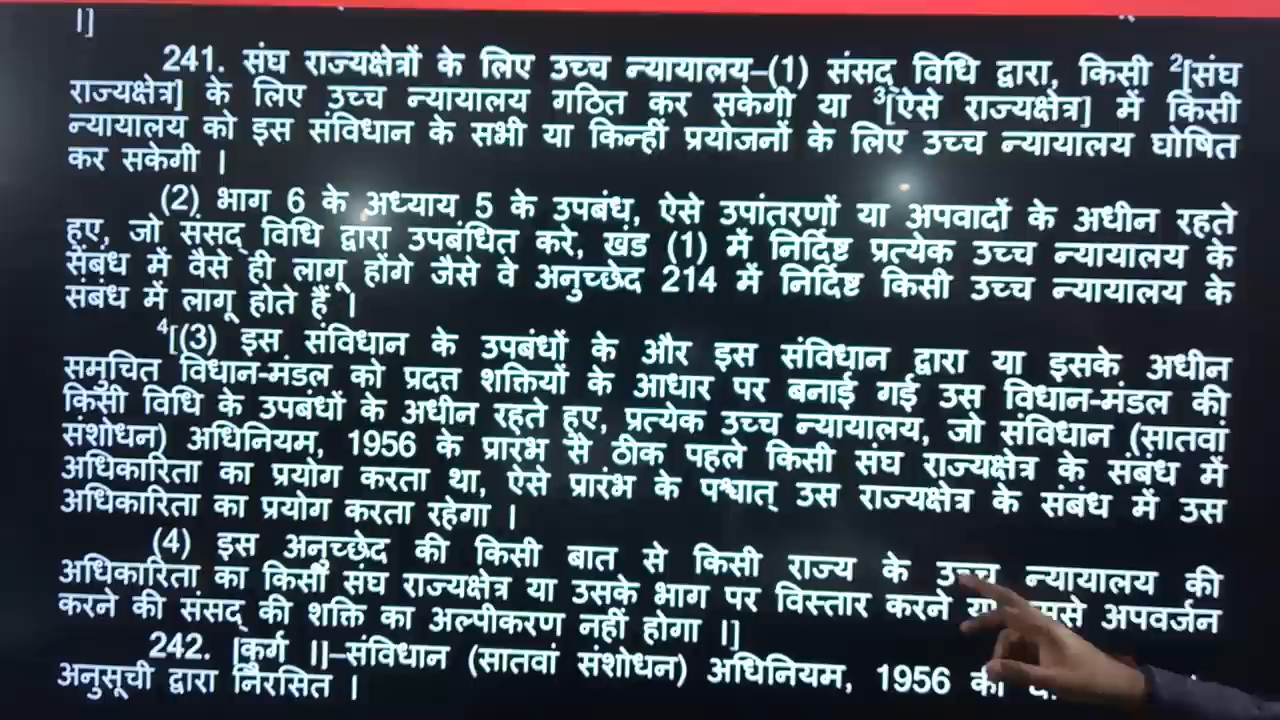 ।]
241. संघ राज्यक्षेत्रों के लिए उच्च न्यायालय–(1) संसद् विधि द्वारा, किसी 2[संघ
राज्यक्षेत्र] के लिए उच्च न्यायालय गठित कर सकेगी या 3[ऐसे राज्यक्षेत्र] में किसी
न्यायालय को इस संविधान के सभी या किन्हीं प्रयोजनों के लिए उच्च न्यायालय घोषित
कर सकेगी ।
(2) भाग 6 के अध्याय 5 के उपबंध, ऐसे उपांतरणों या अपवादों के अधीन रहते
हुए, जो संसद् विधि द्वारा उपबंधित करे, खंड (1) में निर्दिष्ट प्रत्येक उच्च न्यायालय के
संबंध में वैसे ही लागू होंगे जैसे वे अनुच्छेद 214 में निर्दिष्ट किसी उच्च न्यायालय के
संबंध में लागू होते हैं ।
4[(3) इस संविधान के उपबंधों के और इस संविधान द्वारा या इसके अधीन
समुचित विधान-मंडल को प्रदत्त शक्तियों के आधार पर बनाई गई उस विधान-मंडल की
किसी विधि के उपबंधों के अधीन रहते हुए, प्रत्येक उच्च न्यायालय, जो संविधान (सातवां
संशोधन) अधिनियम, 1956 के प्रारंभ से ठीक पहले किसी संघ राज्यक्षेत्र के संबंध में
अधिकारिता का प्रयोग करता था, ऐसे प्रारंभ के पश्चात् उस राज्यक्षेत्र के संबंध में उस
अधिकारिता का प्रयोग करता रहेगा ।
(4) इस अनुच्छेद की किसी बात से किसी राज्य के उच्च न्यायालय की
अधिकारिता का किसी संघ राज्यक्षेत्र या उसके भाग पर विस्तार करने या अपवर्जन
करने की संसद् की शक्ति का अल्पीकरण नहीं होगा ।]
242. [कुर्ग ।]–संविधान (सातवां संशोधन) अधिनियम, 1956 की
अनुसूची द्वारा निरसित ।